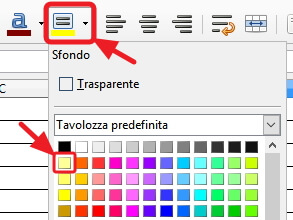 a
C
Sfondo
Trasparente
Tavolozza predefinita